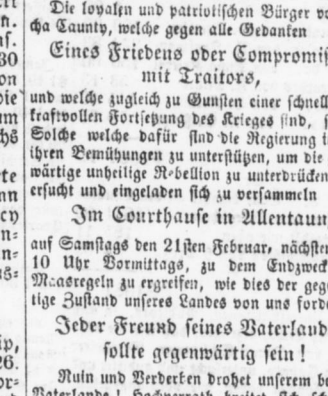 Die loyalen und patriotischen Bürger
cha Caunty, welche gegen alle Gedanken
Eines Friedens oder Compromis
mit Traitors,
und welche zugleich zu Gunsten einer schnell
kraftvollen Fortsetzung des Krieges sind,
Solche welche dafür sind die Regierung i
ihren Bemühungen zu unterstützen, um die
wärtige unheilige Rebellion zu unterdrücken
ersucht und eingeladen sich zu versammeln
Im Courthause in Allentaun
auf Samstags den 21sten Februar, nächsten
10 Uhr Vormittags, zu dem Endzweck
Maasregeln zu ergreifen, wie dies der geg
tige Zustand unseres Landes von uns forde
Jeder Freund seines Vaterland
sollte gegenwärtig sein!
Ruin und Verderben drohet unserem